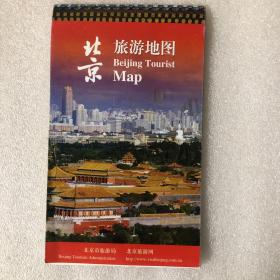 北京
旅游地图
Beijing Tourist
Map
北京市旅游局 北京旅游网
Beijing Tourism Administration http://www.visitbeijing.com.cn